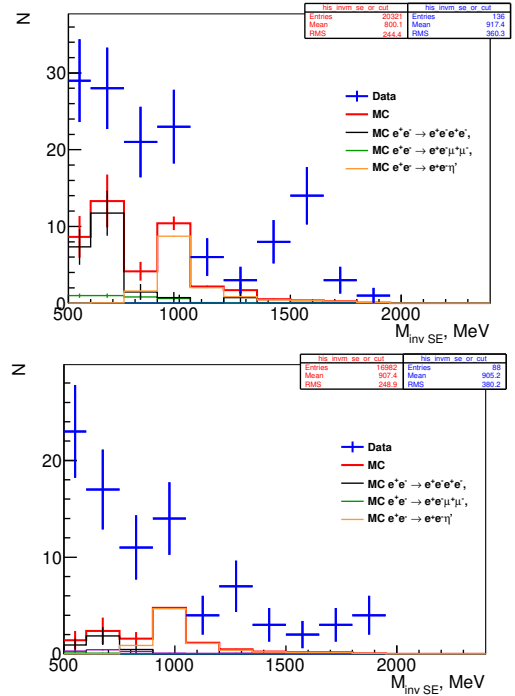 his_invm_se_or_cut his_invm_se_or_cut
Entries 20321 Entries 136
Mean 800.1 Mean 917.4
RMS 244.4 RMS 360.3
N
30
20
10
0
Data
MC
MC e⁺e⁻ → e⁺e⁻e⁺e⁻,
MC e⁺e⁻ → e⁺e⁻μ⁺μ⁻,
MC e⁺e⁻ → e⁺e⁻η'
500 1000 1500 2000
M inv SE, MeV
his_invm_se_or_cut his_invm_se_or_cut
Entries 16982 Entries 88
Mean 907.4 Mean 905.2
RMS 248.9 RMS 380.2
N
20
10
0
Data
MC
MC e⁺e⁻ → e⁺e⁻e⁺e⁻,
MC e⁺e⁻ → e⁺e⁻μ⁺μ⁻,
MC e⁺e⁻ → e⁺e⁻η'
500 1000 1500 2000
M inv SE, MeV